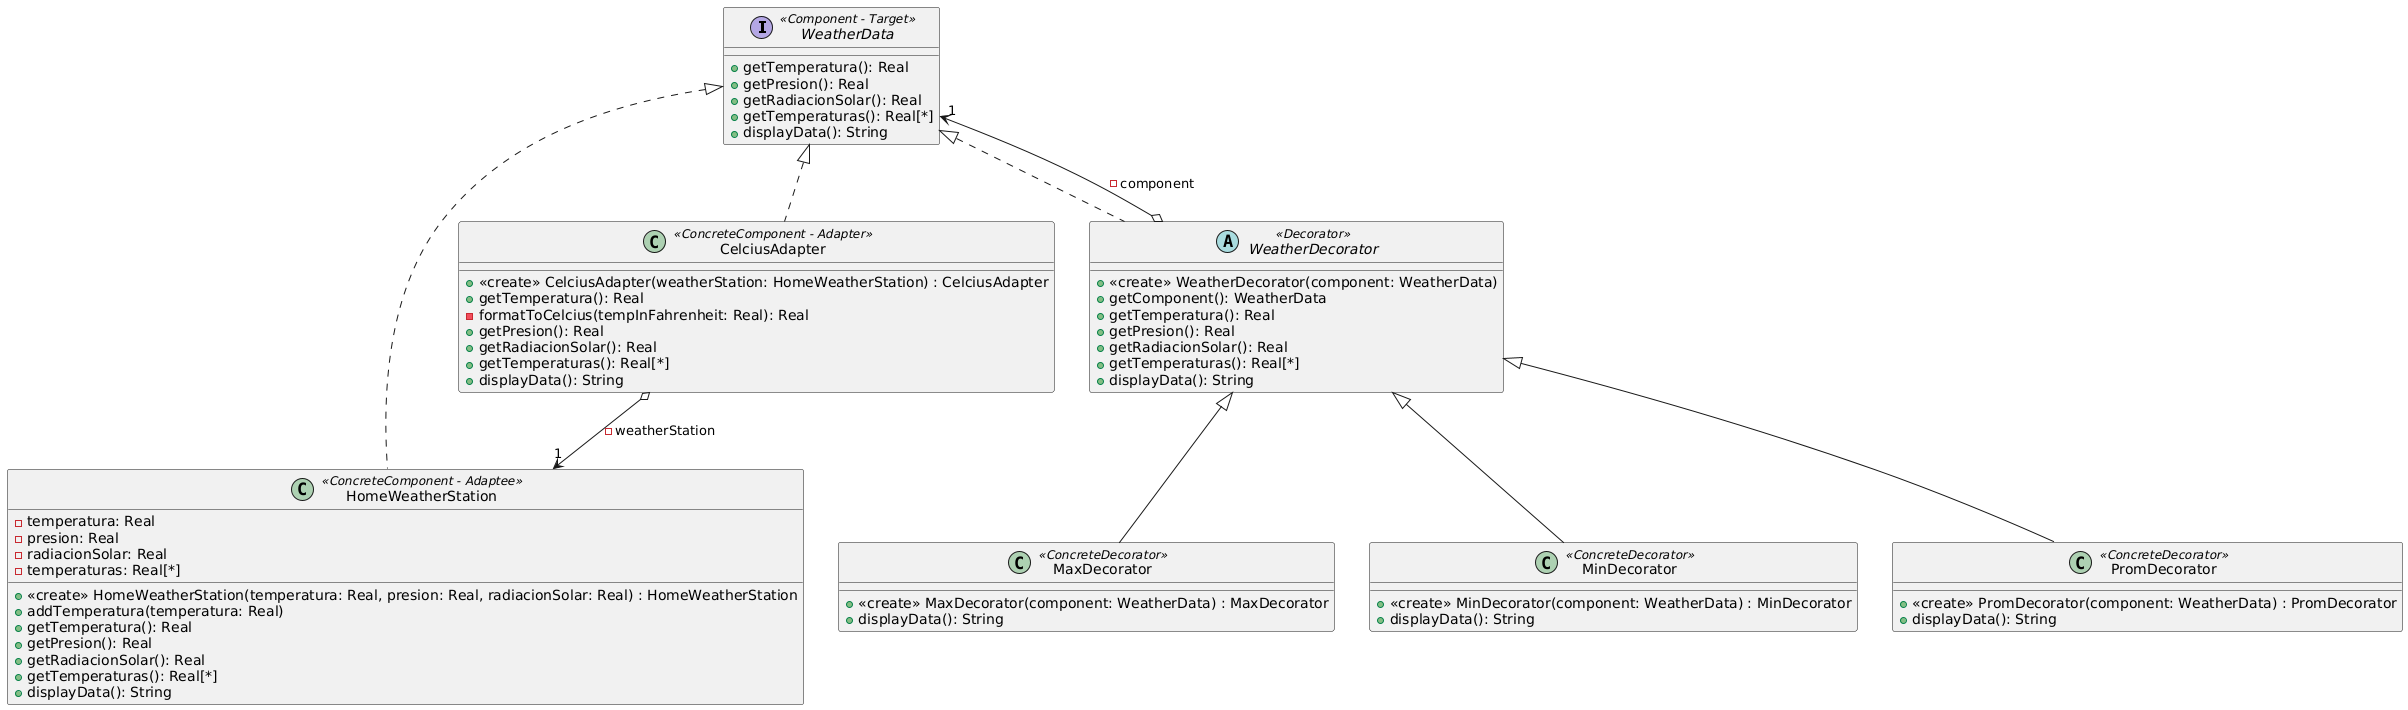 «Component - Target»
I
WeatherData
getTemperatura(): Real
getPresion(): Real
getRadiacionSolar(): Real
getTemperaturas(): Real[*]
displayData(): String
1
component
«ConcreteComponent - Adapter»
C
CelciusAdapter
«create» CelciusAdapter(weatherStation: HomeWeatherStation) : CelciusAdapter
getTemperatura(): Real
formatToCelcius(tempInFahrenheit: Real): Real
getPresion(): Real
getRadiacionSolar(): Real
getTemperaturas(): Real[*]
displayData(): String
«Decorator»
A
WeatherDecorator
«create» WeatherDecorator(component: WeatherData)
getComponent(): WeatherData
getTemperatura(): Real
getPresion(): Real
getRadiacionSolar(): Real
getTemperaturas(): Real[*]
displayData(): String
weatherStation
1
«ConcreteComponent - Adaptee»
C
HomeWeatherStation
temperatura: Real
presion: Real
radiacionSolar: Real
temperaturas: Real[*]
«create» HomeWeatherStation(temperatura: Real, presion: Real, radiacionSolar: Real) : HomeWeatherStation
addTemperatura(temperatura: Real)
getTemperatura(): Real
getPresion(): Real
getRadiacionSolar(): Real
getTemperaturas(): Real[*]
displayData(): String
«ConcreteDecorator»
C
MaxDecorator
«create» MaxDecorator(component: WeatherData) : MaxDecorator
displayData(): String
«ConcreteDecorator»
C
MinDecorator
«create» MinDecorator(component: WeatherData) : MinDecorator
displayData(): String
«ConcreteDecorator»
C
PromDecorator
«create» PromDecorator(component: WeatherData) : PromDecorator
displayData(): String